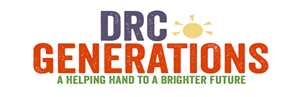 DRC
GENERATIONS
A HELPING HAND TO A BRIGHTER FUTURE